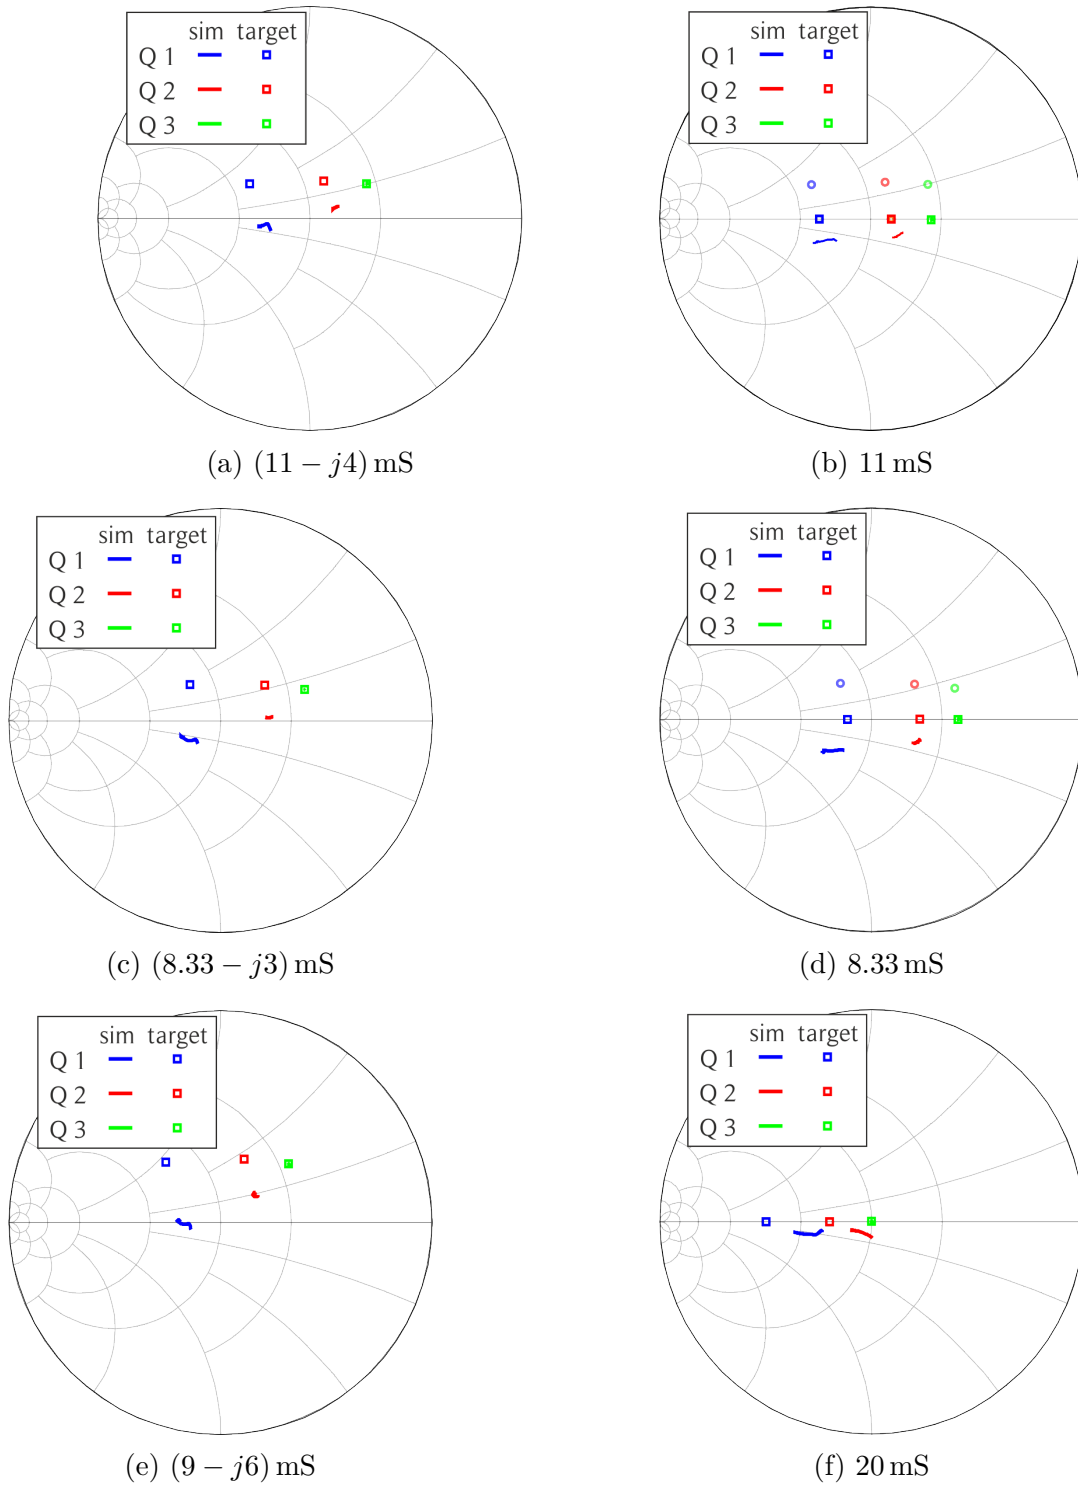 sim target
Q 1
Q 2
Q 3
(a) (11 − j4) mS
sim target
Q 1
Q 2
Q 3
(b) 11 mS
sim target
Q 1
Q 2
Q 3
(c) (8.33 − j3) mS
sim target
Q 1
Q 2
Q 3
(d) 8.33 mS
sim target
Q 1
Q 2
Q 3
(e) (9 − j6) mS
sim target
Q 1
Q 2
Q 3
(f) 20 mS